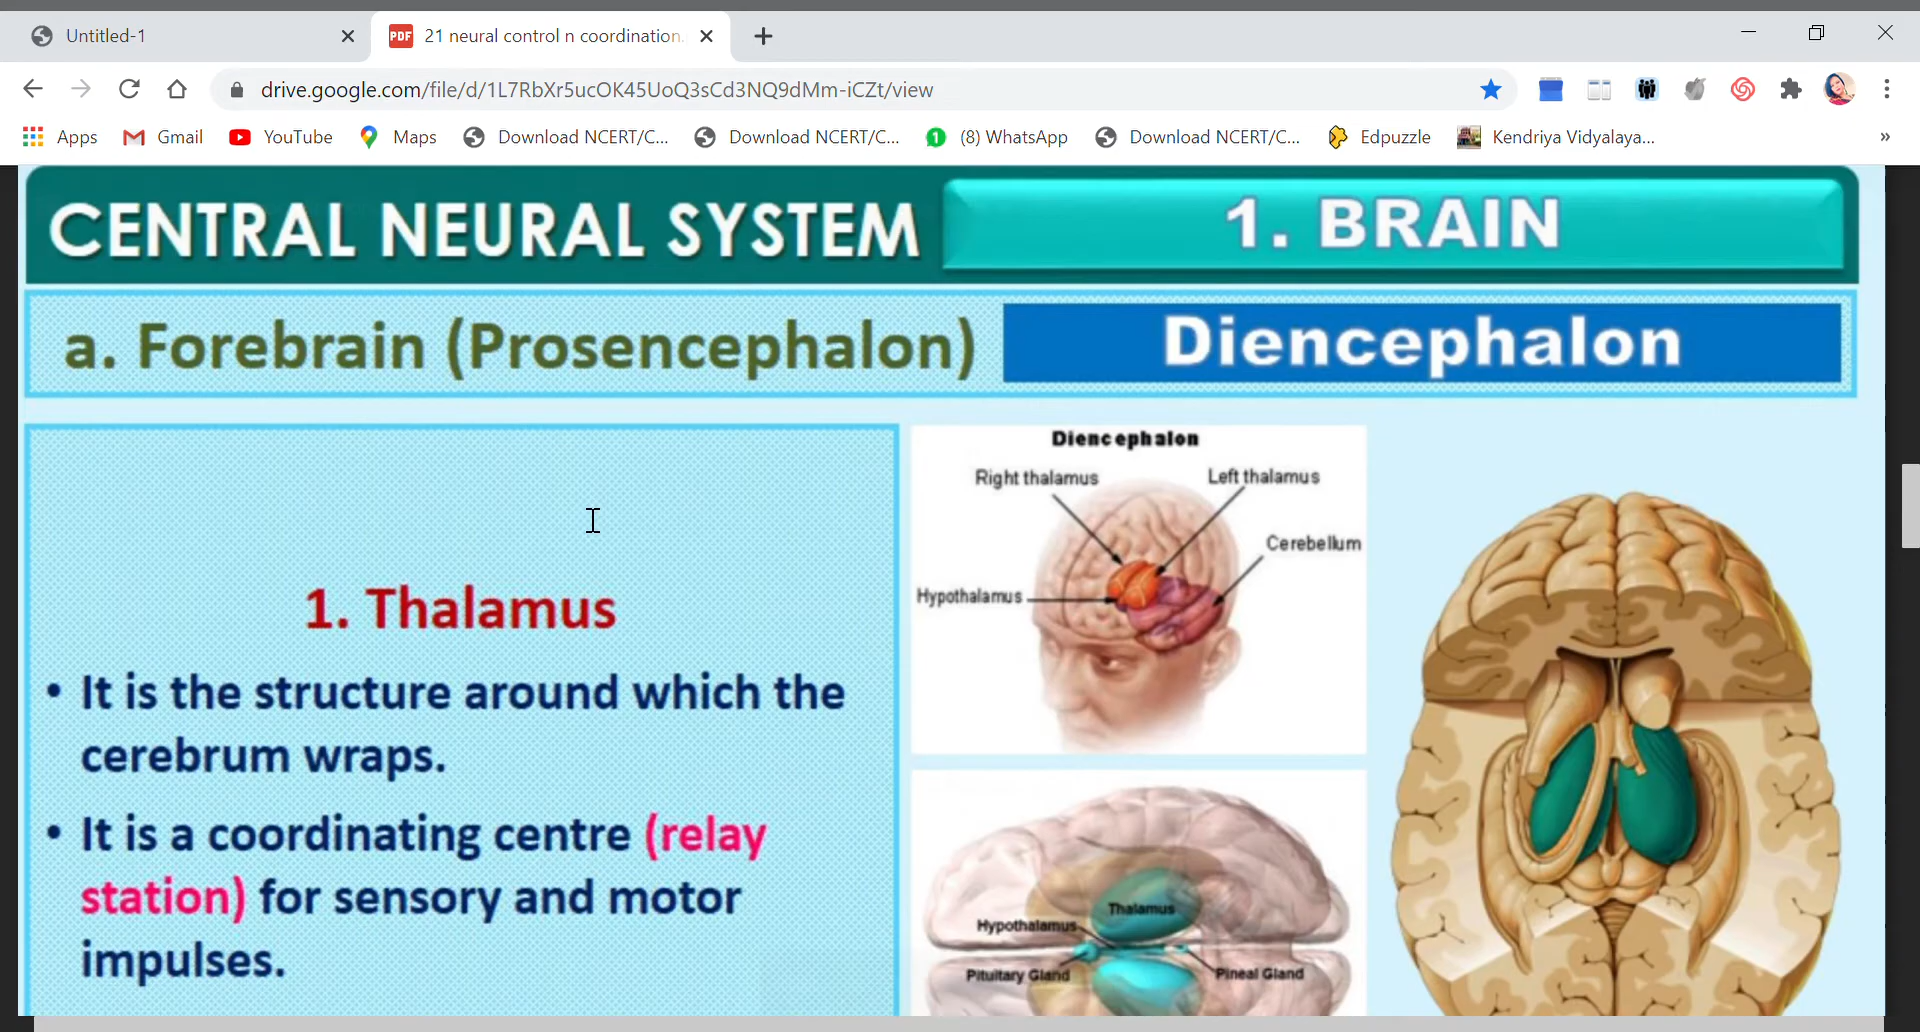 Untitled-1
PDF 21 neural control n coordination.
drive.google.com/file/d/1L7RbXr5ucOK45UoQ3sCd3NQ9dMm-iCZt/view
Apps Gmail YouTube Maps Download NCERT/C... Download NCERT/C... 1 (8) WhatsApp Download NCERT/C... Edpuzzle Kendriya Vidyalaya... »
CENTRAL NEURAL SYSTEM
1. BRAIN
a. Forebrain (Prosencephalon)
Diencephalon
1. Thalamus
• It is the structure around which the
cerebrum wraps.
• It is a coordinating centre (relay
station) for sensory and motor
impulses.
Diencephalon
Right thalamus
Left thalamus
Cerebellum
Hypothalamus
Thalamus
Hypothalamus
Pituitary Gland
Pineal Gland